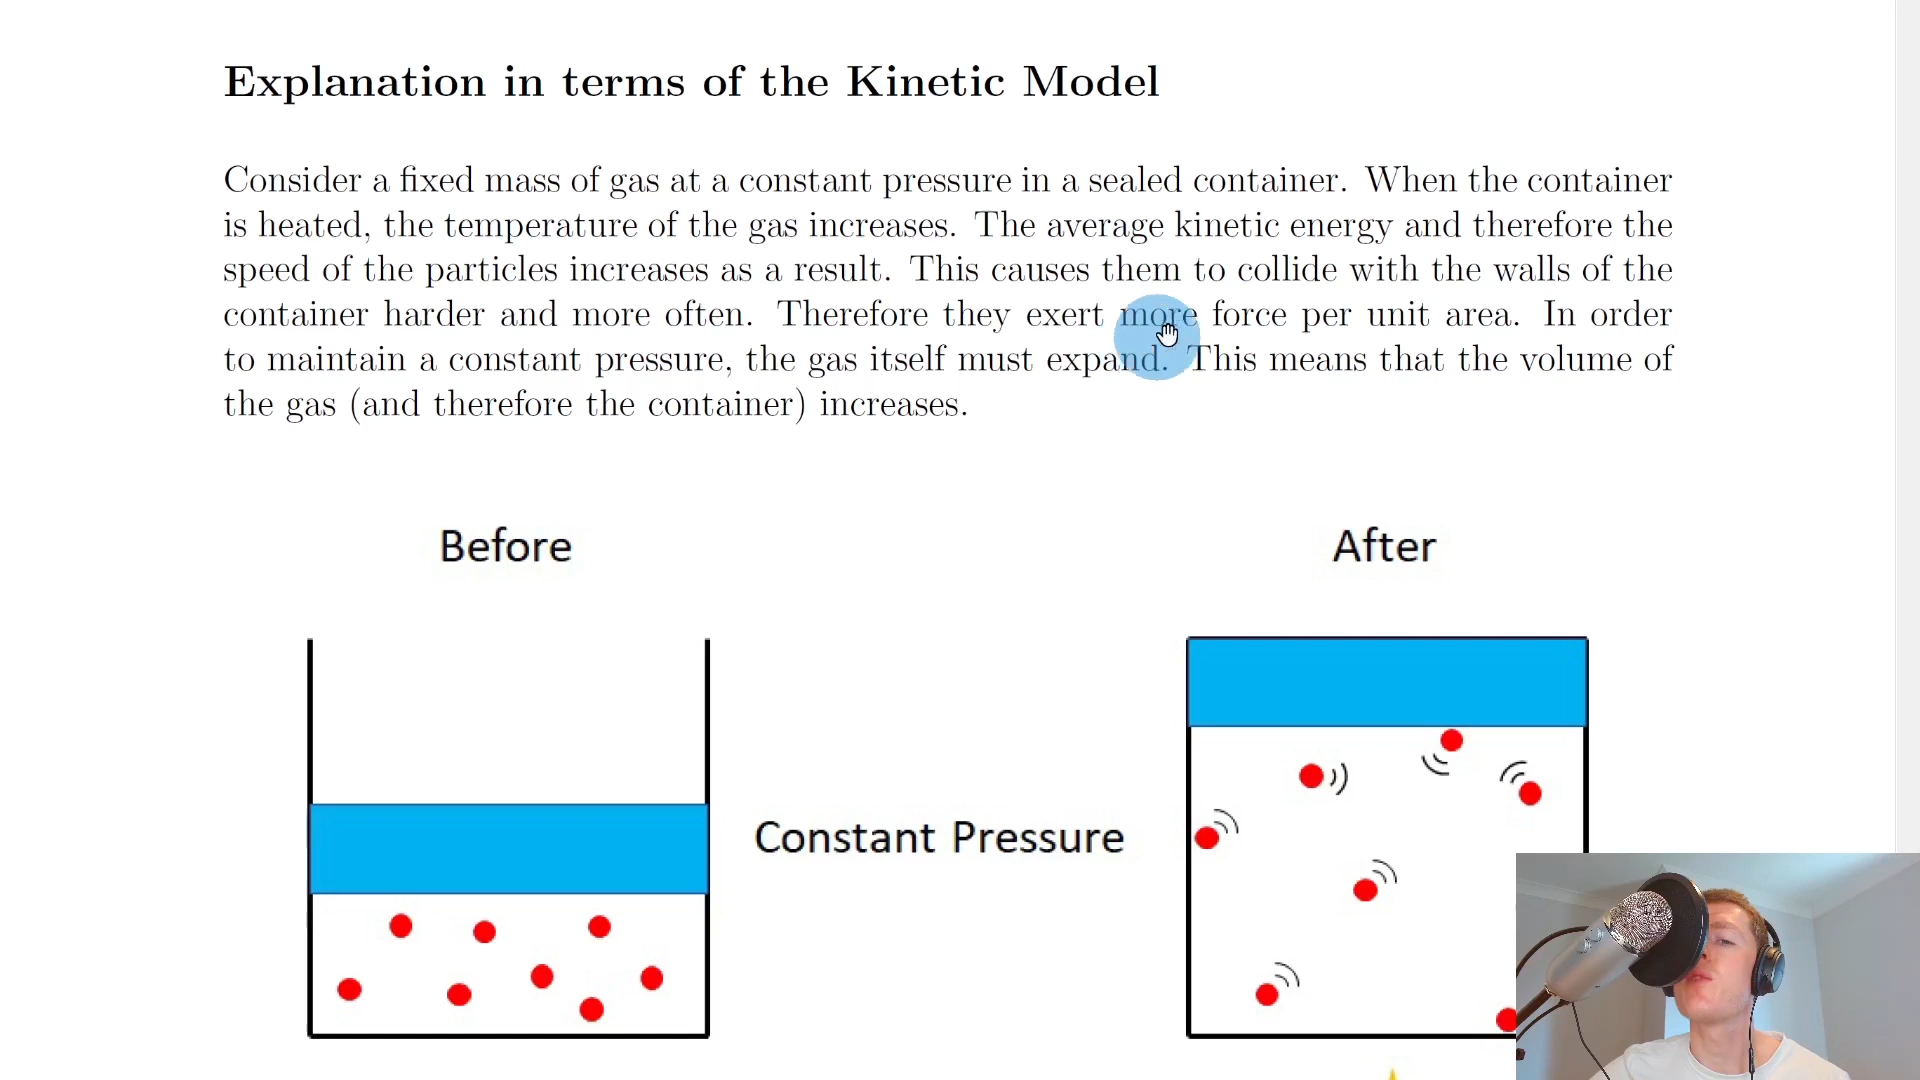 Explanation in terms of the Kinetic Model
Consider a fixed mass of gas at a constant pressure in a sealed container. When the container
is heated, the temperature of the gas increases. The average kinetic energy and therefore the
speed of the particles increases as a result. This causes them to collide with the walls of the
container harder and more often. Therefore they exert more force per unit area. In order
to maintain a constant pressure, the gas itself must expand. This means that the volume of
the gas (and therefore the container) increases.
Before
After
Constant Pressure